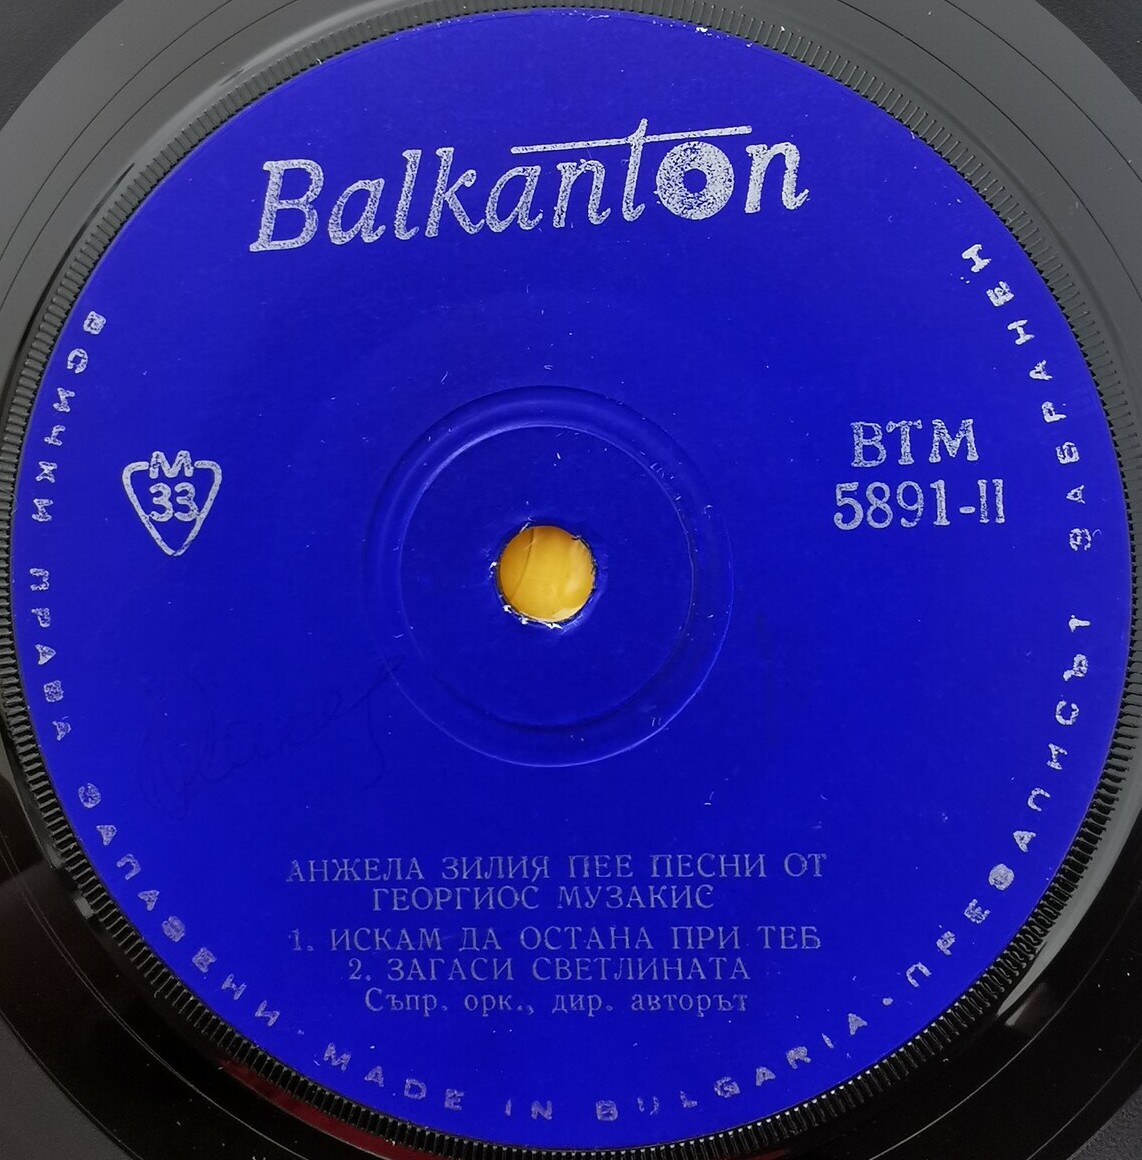 Balkanton
М
33
ВТМ
5891-II
АНЖЕЛА ЗИЛИЯ ПЕЕ ПЕСНИ ОТ
ГЕОРГИОС МУЗАКИС
1. ИСКАМ ДА ОСТАНА ПРИ ТЕБ
2. ЗАГАСИ СВЕТЛИНАТА
Съпр. орк., дир. авторът
ВСИЧКИ ПРАВА ЗАПАЗЕНИ · MADE IN BULGARIA · ПРЕЗАПИСЪТ ЗАБРАНЕН